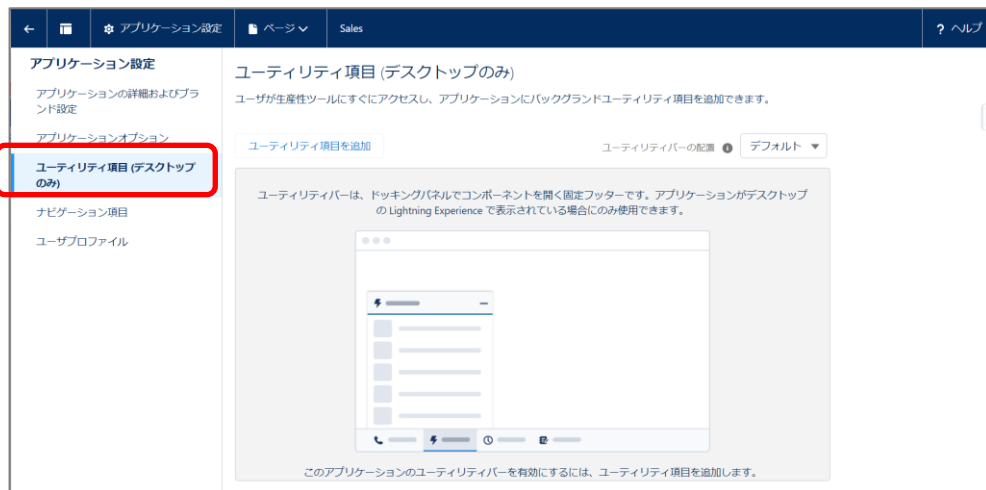 アプリケーション設定
ページ
Sales
? ヘルプ
アプリケーション設定
アプリケーションの詳細およびブラ
ンド設定
アプリケーションオプション
ユーティリティ項目 (デスクトップ
のみ)
ナビゲーション項目
ユーザプロファイル
ユーティリティ項目 (デスクトップのみ)
ユーザが生産性ツールにすぐにアクセスし、アプリケーションにバックグランドユーティリティ項目を追加できます。
ユーティリティ項目を追加
ユーティリティバーの配置
デフォルト
ユーティリティバーは、ドッキングパネルでコンポーネントを開く固定フッターです。アプリケーションがデスクトップ
の Lightning Experience で表示されている場合にのみ使用できます。
このアプリケーションのユーティリティバーを有効にするには、ユーティリティ項目を追加します。